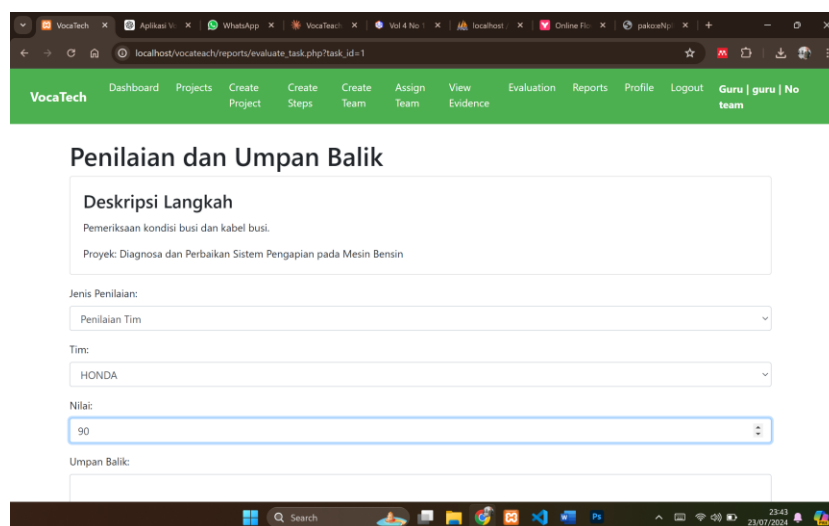 VocaTech
Aplikasi V
WhatsApp
VocaTeach
Vol 4 No 1
localhost /
Online Flo
pakoɑNp
localhost/vocateach/reports/evaluate_task.php?task_id=1
VocaTech
Dashboard
Projects
Create
Project
Create
Steps
Create
Team
Assign
Team
View
Evidence
Evaluation
Reports
Profile
Logout
Guru | guru | No
team
Penilaian dan Umpan Balik
Deskripsi Langkah
Pemeriksaan kondisi busi dan kabel busi.
Proyek: Diagnosa dan Perbaikan Sistem Pengapian pada Mesin Bensin
Jenis Penilaian:
Penilaian Tim
Tim:
HONDA
Nilai:
90
Umpan Balik:
Search
Ps
23:43
23/07/2024